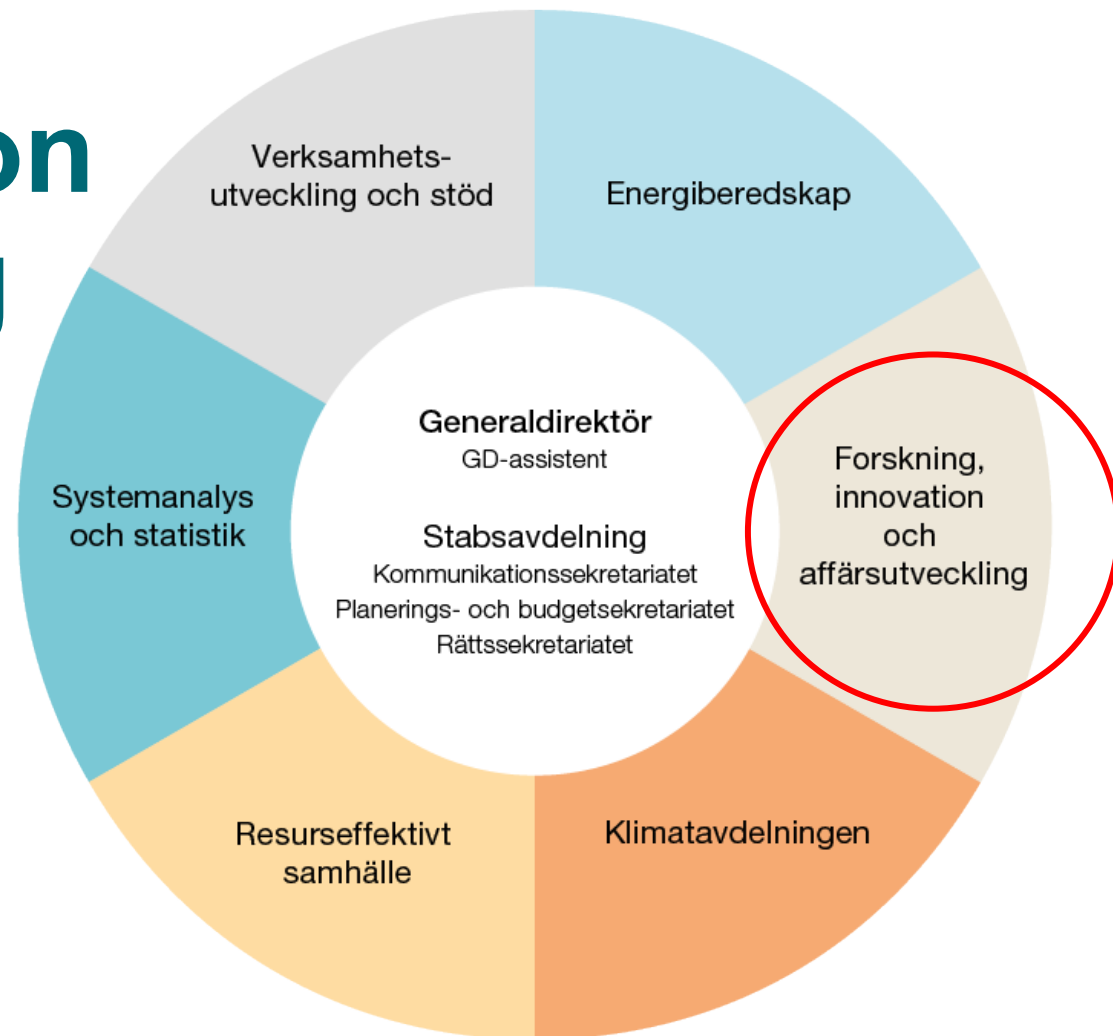 on
g
Verksamhets-
utveckling och stöd
Energiberedskap
Forskning,
innovation
och
affärsutveckling
Generaldirektör
GD-assistent
Stabsavdelning
Kommunikationssekretariatet
Planerings- och budgetsekretariatet
Rättssekretariatet
Systemanalys
och statistik
Resurseffektivt
samhälle
Klimatavdelningen